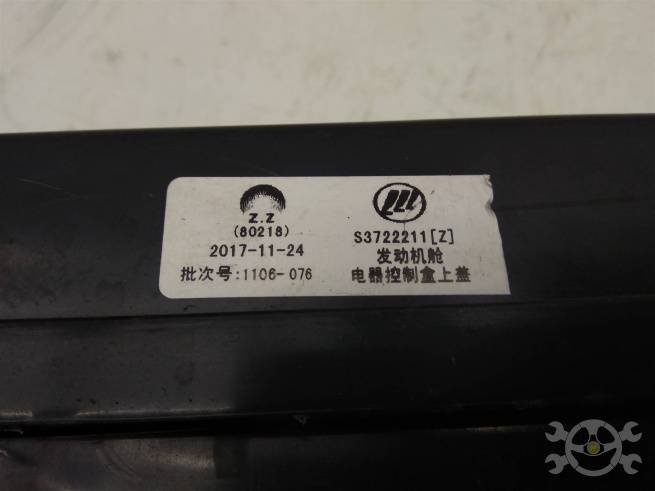 Z.Z
(80218)
2017-11-24
批次号:1106-076
S3722211[Z]
发动机舱
电器控制盒上盖